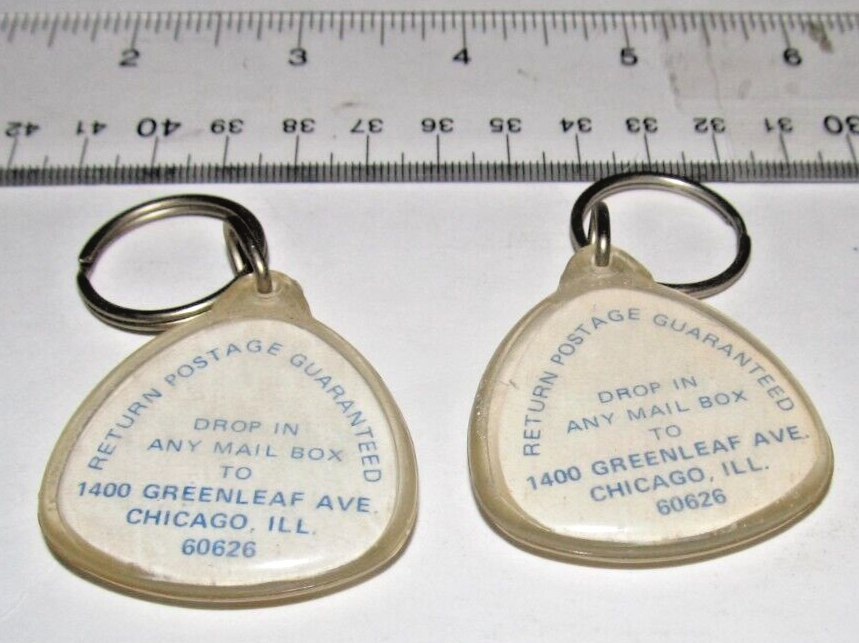 2 3 4 5 6
42 41 40 39 38 37 36 35 34 33 32 31 30
RETURN POSTAGE GUARANTEED
DROP IN
ANY MAIL BOX
TO
1400 GREENLEAF AVE.
CHICAGO, ILL.
60626
RETURN POSTAGE GUARANTEED
DROP IN
ANY MAIL BOX
TO
1400 GREENLEAF AVE.
CHICAGO, ILL.
60626